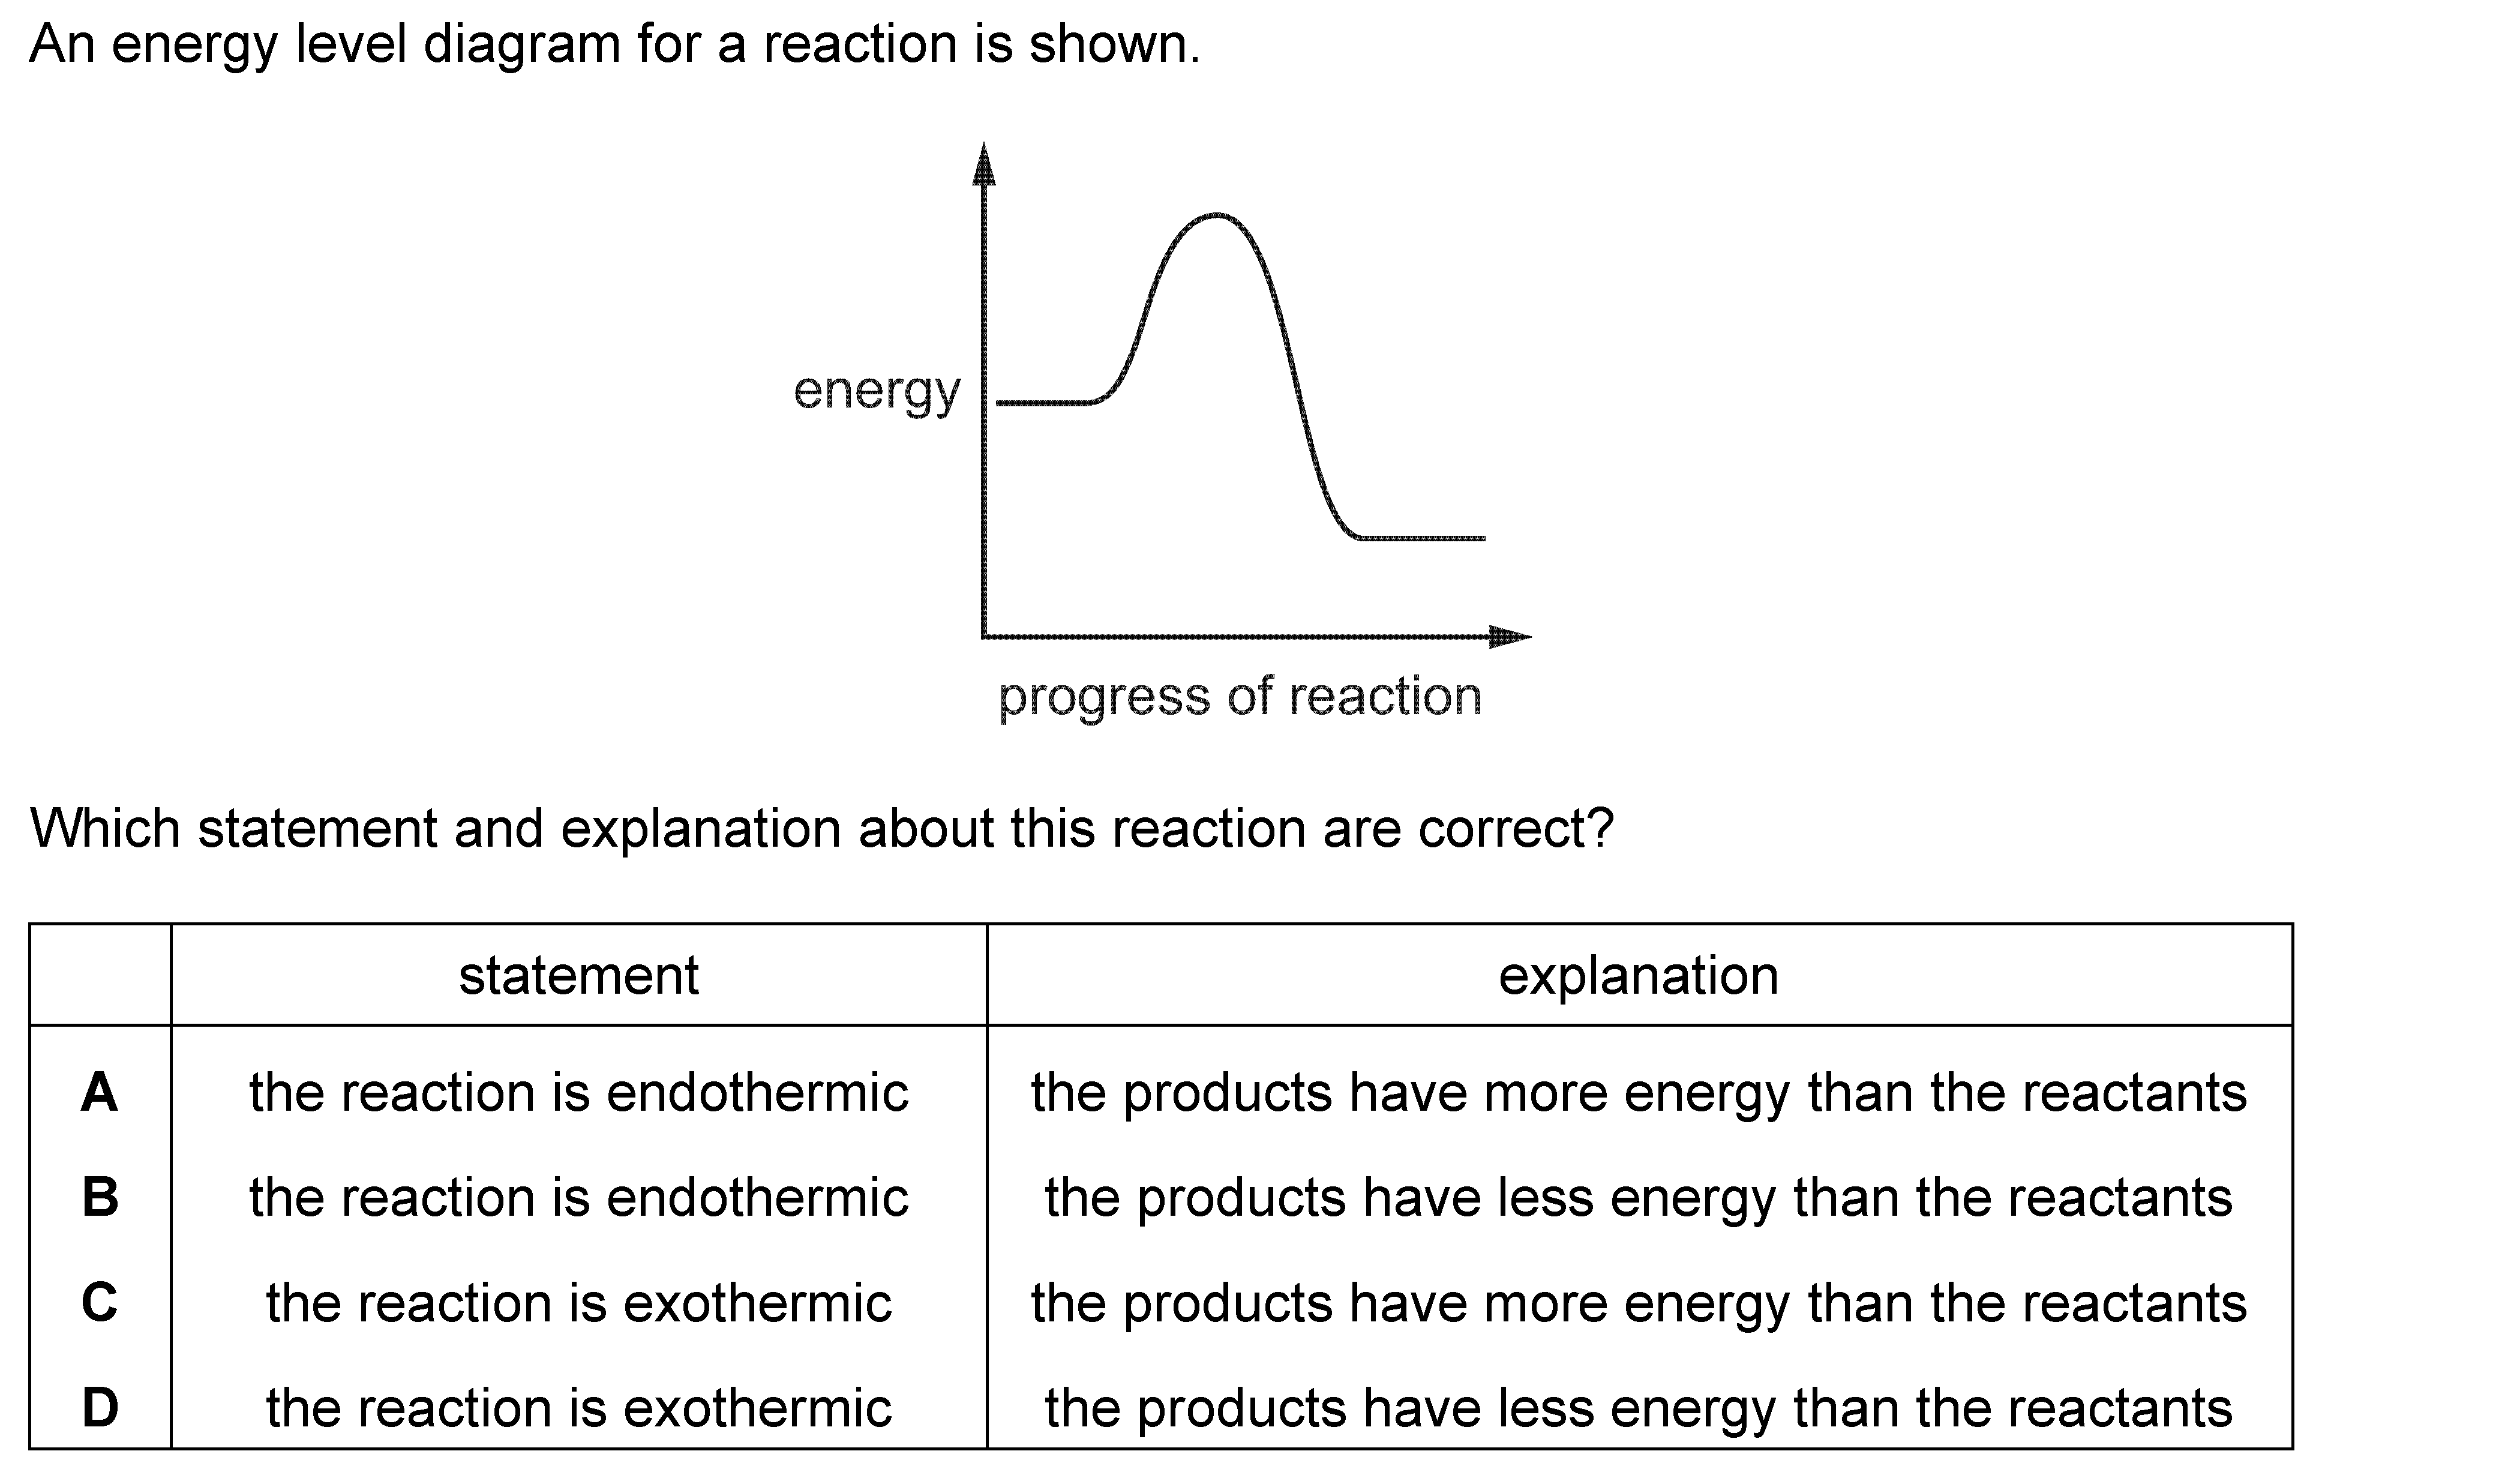 An energy level diagram for a reaction is shown.
energy
progress of reaction
Which statement and explanation about this reaction are correct?
statement explanation
A the reaction is endothermic the products have more energy than the reactants
B the reaction is endothermic the products have less energy than the reactants
C the reaction is exothermic the products have more energy than the reactants
D the reaction is exothermic the products have less energy than the reactants